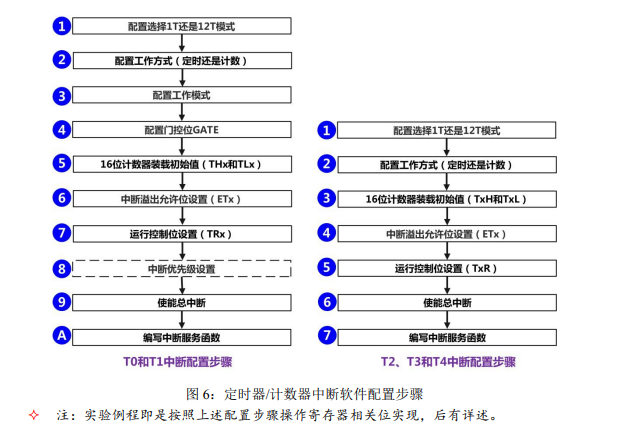 1 配置选择1T还是12T模式
2 配置工作方式（定时还是计数）
3 配置工作模式
4 配置门控位GATE
5 16位计数器装载初始值（THx和TLx）
6 中断溢出允许位设置（ETx）
7 运行控制位设置（TRx）
8 中断优先级设置
9 使能总中断
A 编写中断服务函数
T0和T1中断配置步骤
1 配置选择1T还是12T模式
2 配置工作方式（定时还是计数）
3 16位计数器装载初始值（TxH和TxL）
4 中断溢出允许位设置（ETx）
5 运行控制位设置（TxR）
6 使能总中断
7 编写中断服务函数
T2、T3和T4中断配置步骤
图 6：定时器/计数器中断软件配置步骤
✧ 注：实验例程即是按照上述配置步骤操作寄存器相关位实现，后有详述。